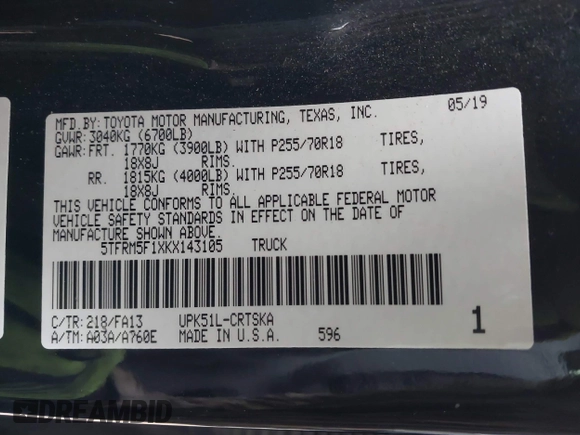 MFD.BY:TOYOTA MOTOR MANUFACTURING, TEXAS, INC. 05/19
GVWR:3040KG (6700LB)
GAWR:FRT. 1770KG (3900LB) WITH P255/70R18 TIRES,
18X8J RIMS.
RR. 1815KG (4000LB) WITH P255/70R18 TIRES,
18X8J RIMS.
THIS VEHICLE CONFORMS TO ALL APPLICABLE FEDERAL MOTOR
VEHICLE SAFETY STANDARDS IN EFFECT ON THE DATE OF
MANUFACTURE SHOWN ABOVE.
5TFRM5F1XKX143105 TRUCK
C/TR:218/FA13 UPK51L-CRTSKA
A/TM:A03A/A760E MADE IN U.S.A. 596 1
DREAMBID